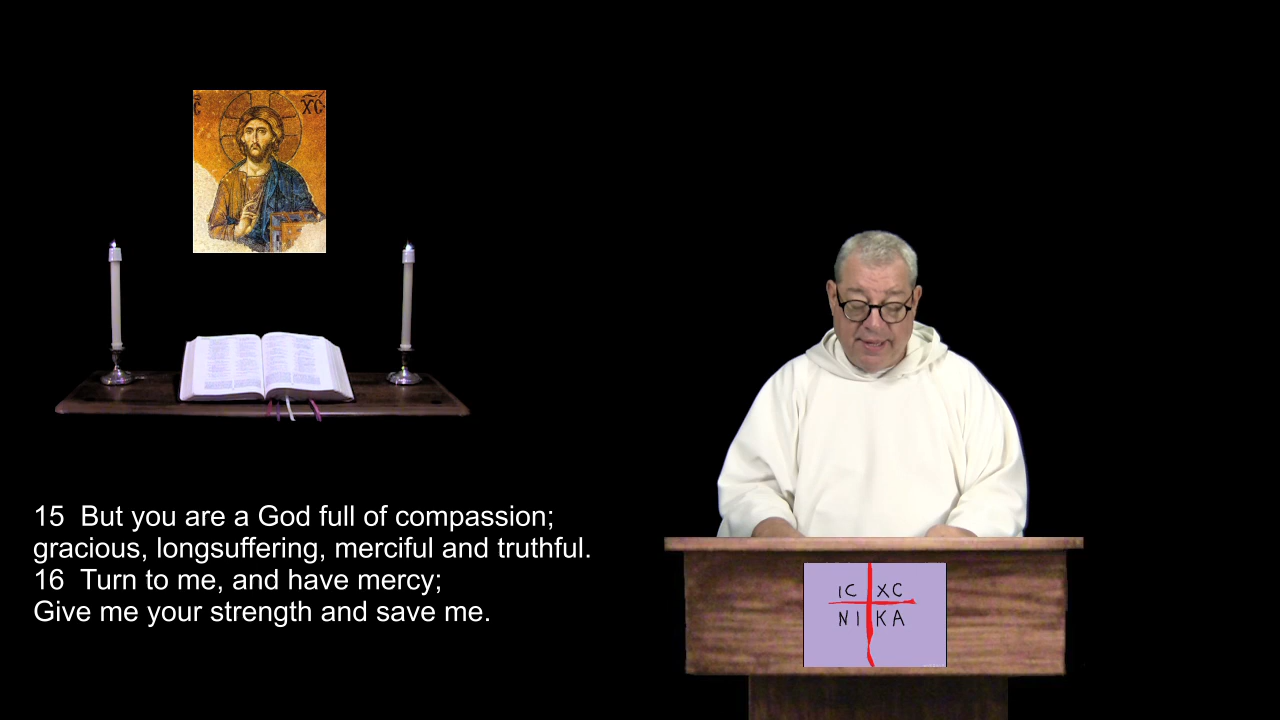 XC
15 But you are a God full of compassion;
gracious, longsuffering, merciful and truthful.
16 Turn to me, and have mercy;
Give me your strength and save me.
IC XC
NI KA